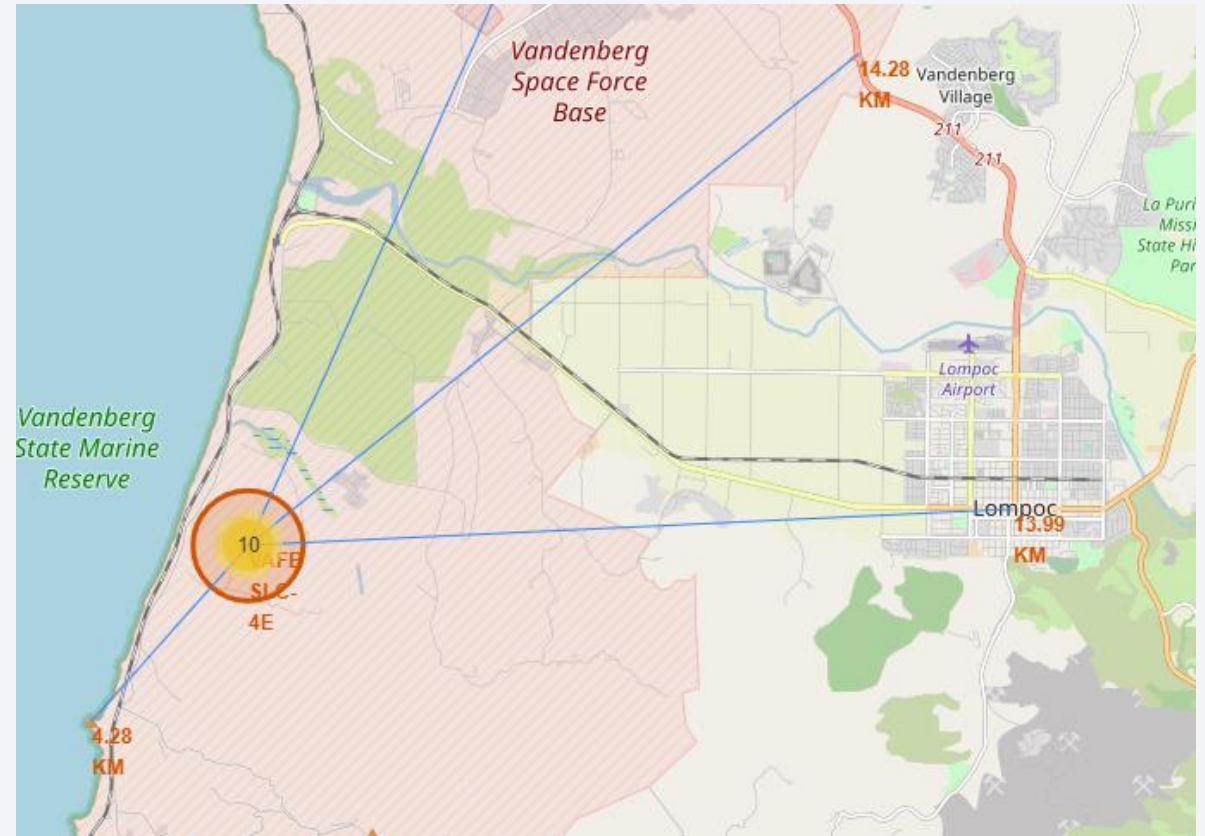 Vandenberg
Space Force
Base
14.28
KM
Vandenberg
Village
211
211
La Puri
Missi
State Hi
Par
Lompoc
Airport
Vandenberg
State Marine
Reserve
Lompoc
13.99
KM
10
VAFB
SLC-
4E
4.28
KM